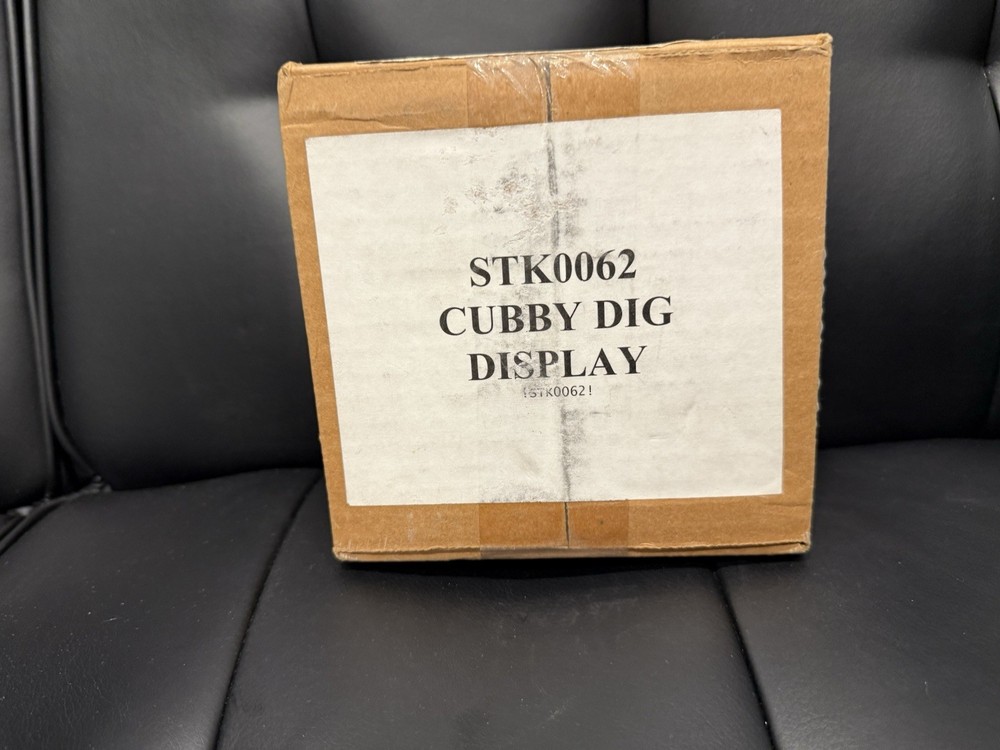 STK0062
CUBBY DIG
DISPLAY
!STK0062!